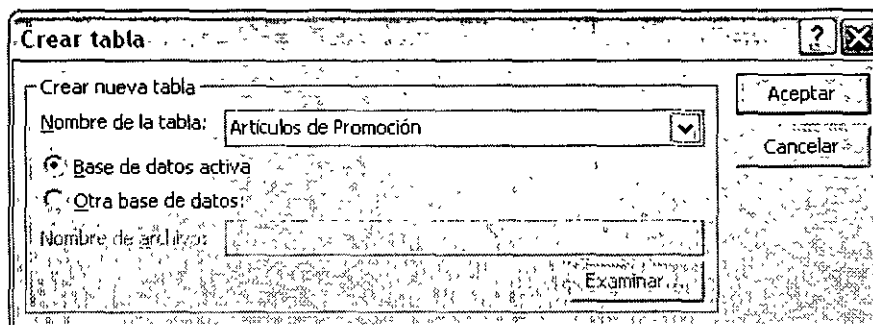 Crear tabla
Crear nueva tabla
Nombre de la tabla: Artículos de Promoción
Base de datos activa
Otra base de datos:
Nombre de archivo:
Examinar...
Aceptar
Cancelar